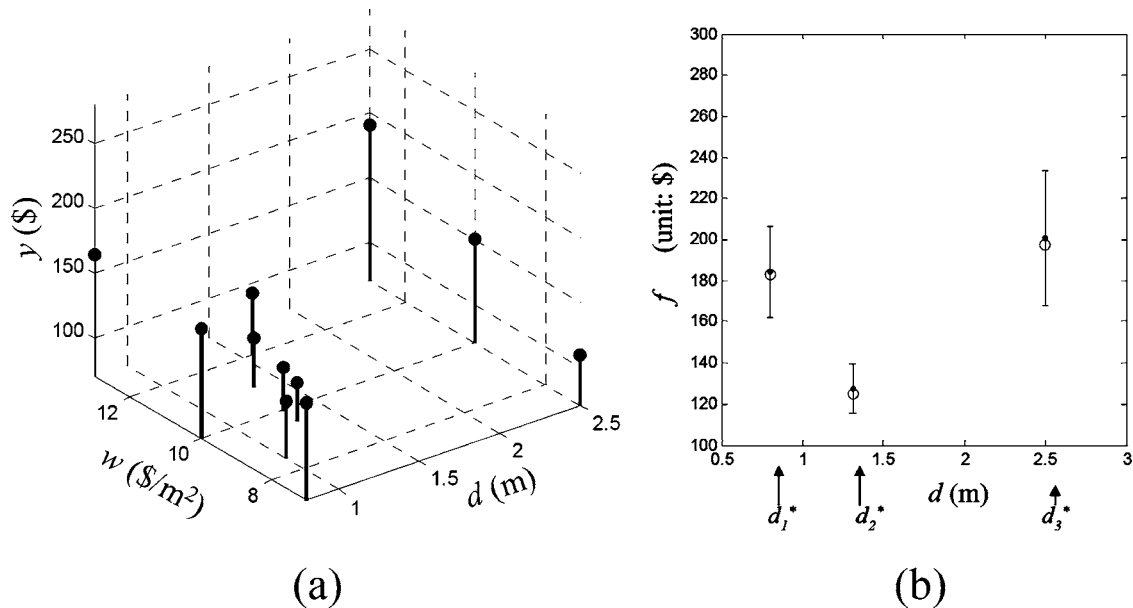 250
200
150
100
y ($)
12
10
8
w ($/m²)
1
1.5
2
2.5
d (m)
(a)
300
280
260
240
220
200
180
160
140
120
100
f (unit: $)
0.5
1
1.5
2
2.5
3
d (m)
d₁*
d₂*
d₃*
(b)